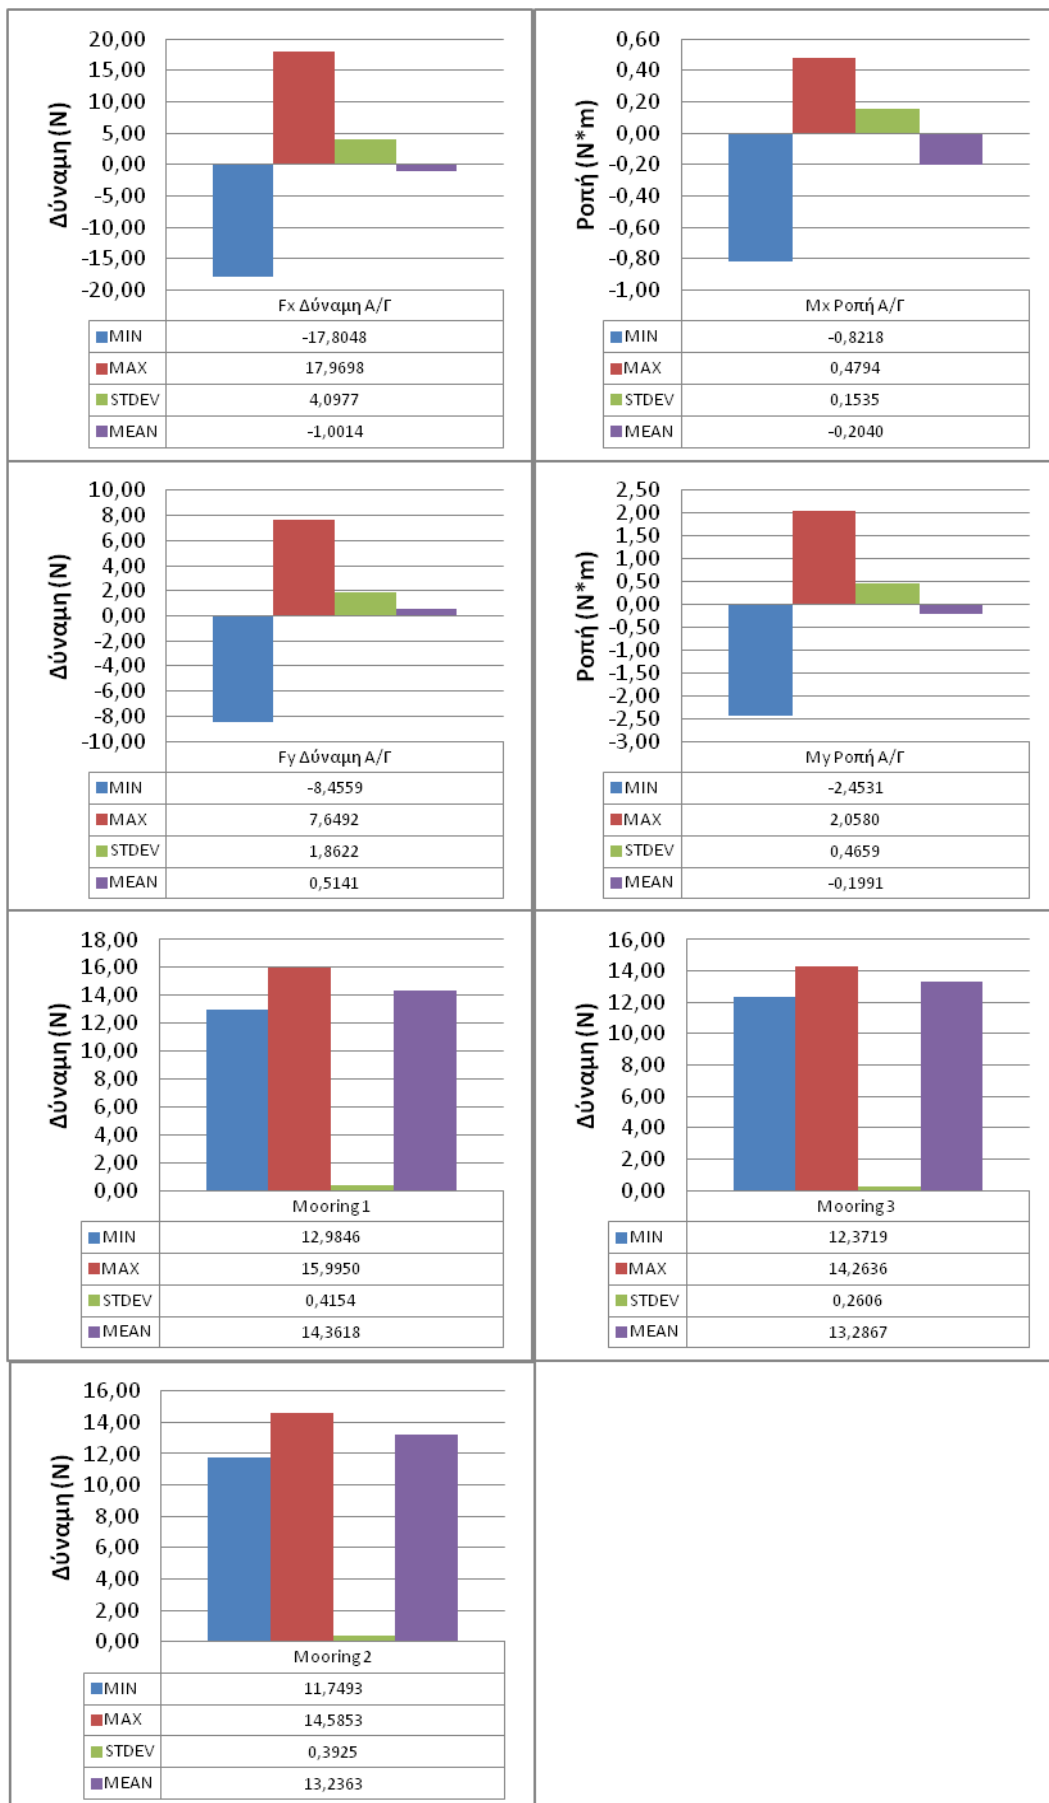 20,00
15,00
10,00
5,00
0,00
-5,00
-10,00
-15,00
-20,00
Δύναμη (N)
Fx Δύναμη Α/Γ
MIN -17,8048
MAX 17,9698
STDEV 4,0977
MEAN -1,0014
0,60
0,40
0,20
0,00
-0,20
-0,40
-0,60
-0,80
-1,00
Ροπή (N*m)
Mx Ροπή Α/Γ
MIN -0,8218
MAX 0,4794
STDEV 0,1535
MEAN -0,2040
10,00
8,00
6,00
4,00
2,00
0,00
-2,00
-4,00
-6,00
-8,00
-10,00
Δύναμη (N)
Fy Δύναμη Α/Γ
MIN -8,4559
MAX 7,6492
STDEV 1,8622
MEAN 0,5141
2,50
2,00
1,50
1,00
0,50
0,00
-0,50
-1,00
-1,50
-2,00
-2,50
-3,00
Ροπή (N*m)
My Ροπή Α/Γ
MIN -2,4531
MAX 2,0580
STDEV 0,4659
MEAN -0,1991
18,00
16,00
14,00
12,00
10,00
8,00
6,00
4,00
2,00
0,00
Δύναμη (N)
Mooring1
MIN 12,9846
MAX 15,9950
STDEV 0,4154
MEAN 14,3618
16,00
14,00
12,00
10,00
8,00
6,00
4,00
2,00
0,00
Δύναμη (N)
Mooring3
MIN 12,3719
MAX 14,2636
STDEV 0,2606
MEAN 13,2867
16,00
14,00
12,00
10,00
8,00
6,00
4,00
2,00
0,00
Δύναμη (N)
Mooring2
MIN 11,7493
MAX 14,5853
STDEV 0,3925
MEAN 13,2363